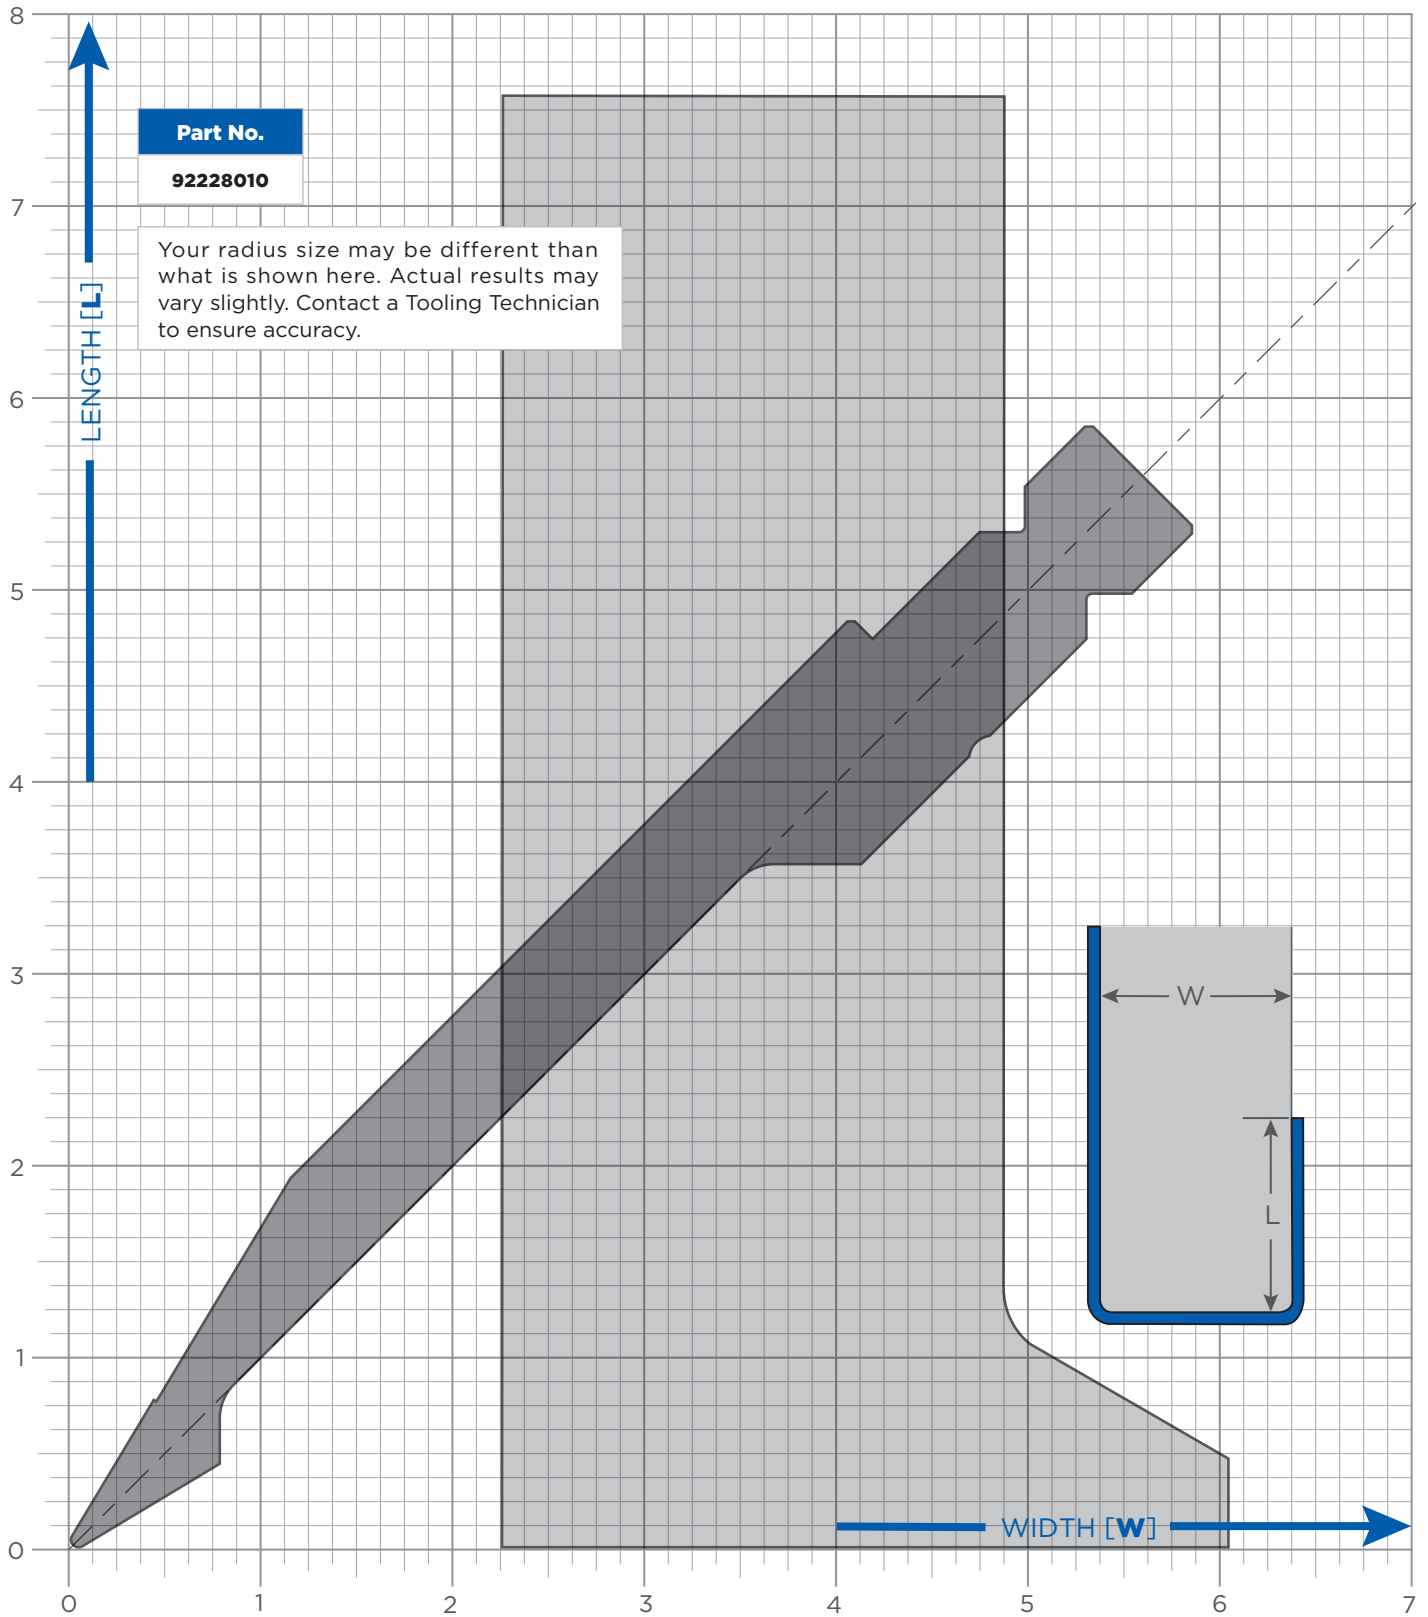 8
Part No.
92228010
7
Your radius size may be different than
what is shown here. Actual results may
vary slightly. Contact a Tooling Technician
to ensure accuracy.
LENGTH [L]
6
5
4
3
W
2
L
1
WIDTH [W]
0
0 1 2 3 4 5 6 7